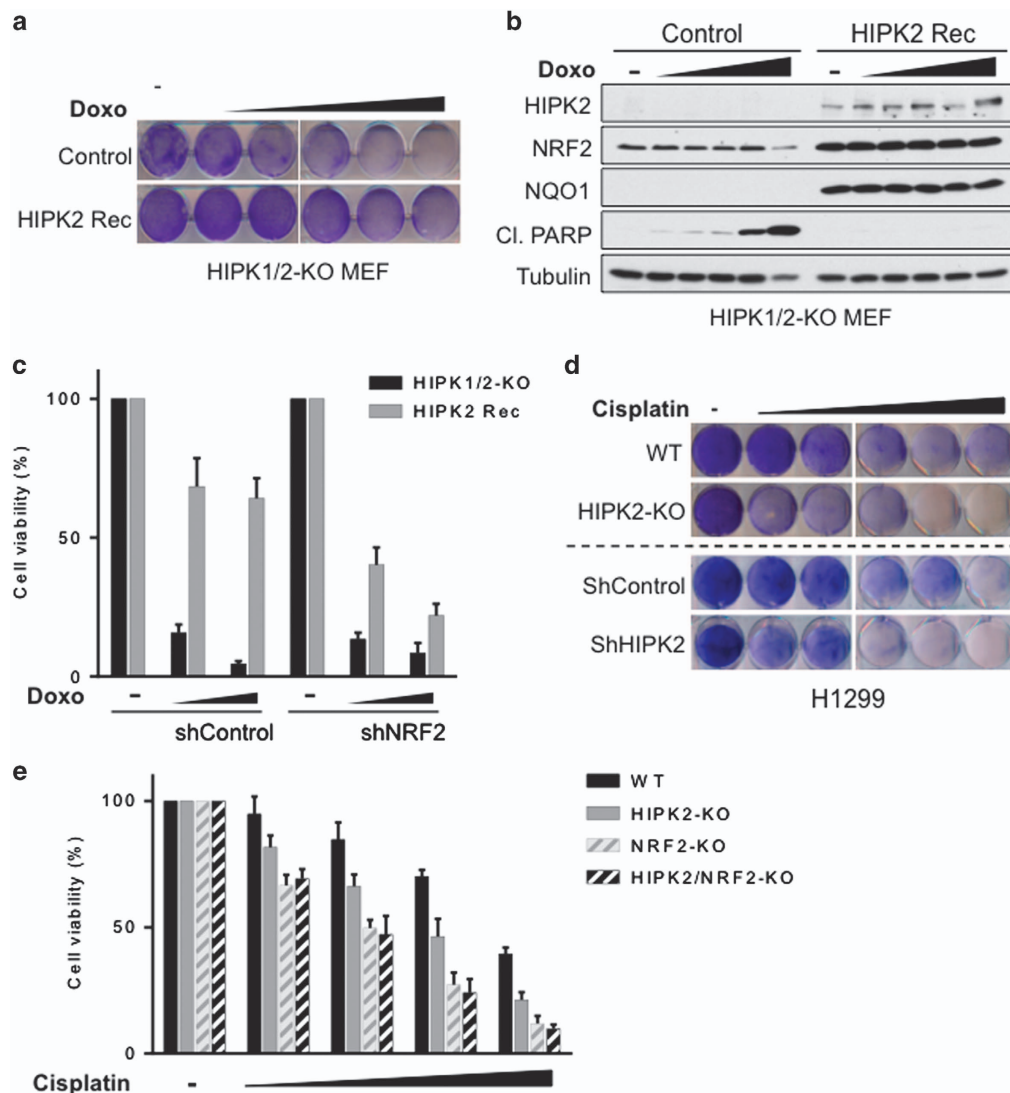 a
-
Doxo
Control
HIPK2 Rec
HIPK1/2-KO MEF
b
Control HIPK2 Rec
Doxo - -
HIPK2
NRF2
NQO1
Cl. PARP
Tubulin
HIPK1/2-KO MEF
c
HIPK1/2-KO
HIPK2 Rec
Cell viability (%)
100
50
0
Doxo - -
shControl shNRF2
d
Cisplatin -
WT
HIPK2-KO
ShControl
ShHIPK2
H1299
e
WT
HIPK2-KO
NRF2-KO
HIPK2/NRF2-KO
Cell viability (%)
100
50
0
Cisplatin -